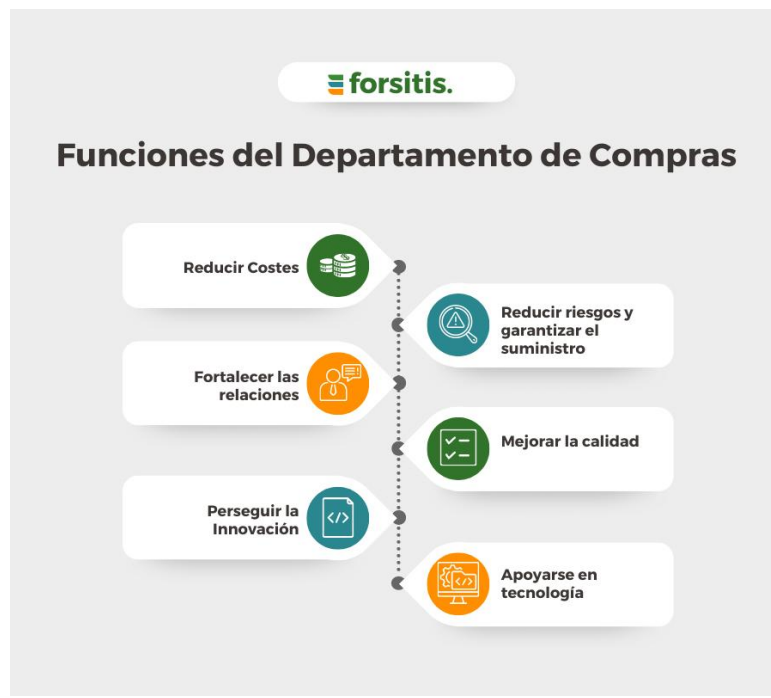 forsitis.
Funciones del Departamento de Compras
Reducir Costes
Reducir riesgos y
garantizar el
suministro
Fortalecer las
relaciones
Mejorar la calidad
Perseguir la
Innovación
Apoyarse en
tecnología